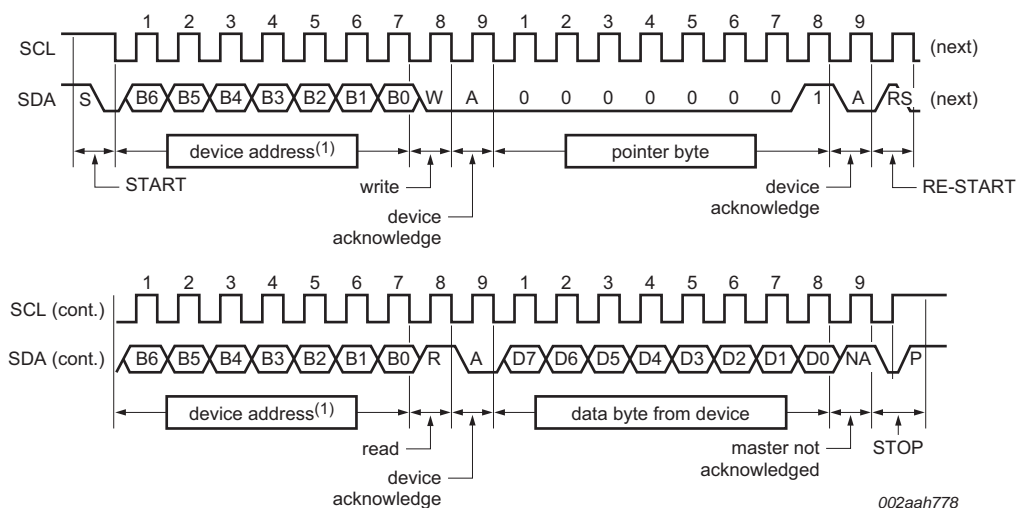 1 2 3 4 5 6 7 8 9 1 2 3 4 5 6 7 8 9
SCL (next)
SDA S B6 B5 B4 B3 B2 B1 B0 W A 0 0 0 0 0 0 0 1 A RS (next)
device address(1) pointer byte
START write device RE-START
device acknowledge
acknowledge
1 2 3 4 5 6 7 8 9 1 2 3 4 5 6 7 8 9
SCL (cont.)
SDA (cont.) B6 B5 B4 B3 B2 B1 B0 R A D7 D6 D5 D4 D3 D2 D1 D0 NA P
device address(1) data byte from device
read master not STOP
device acknowledged
acknowledge
002aah778